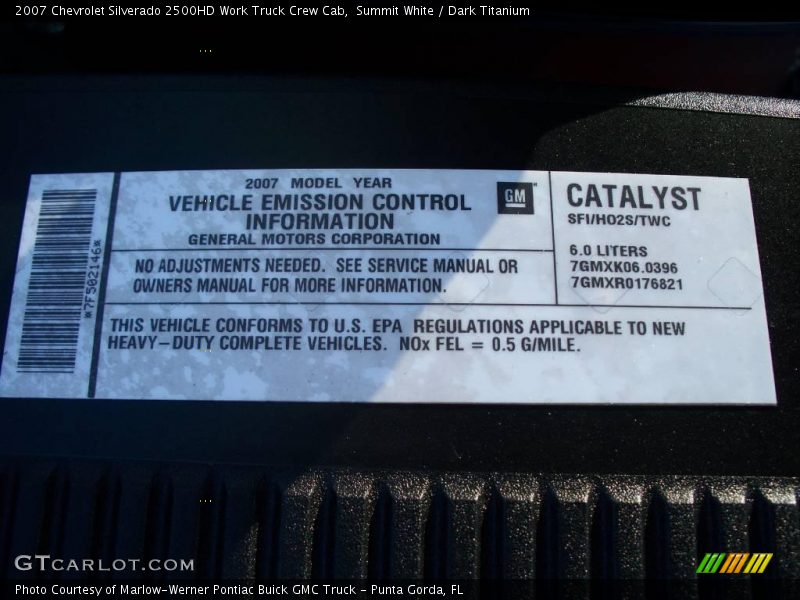 2007 Chevrolet Silverado 2500HD Work Truck Crew Cab, Summit White / Dark Titanium
*7F502146*
2007 MODEL YEAR
VEHICLE EMISSION CONTROL
INFORMATION
GENERAL MOTORS CORPORATION
GM
NO ADJUSTMENTS NEEDED. SEE SERVICE MANUAL OR
OWNERS MANUAL FOR MORE INFORMATION.
CATALYST
SFI/HO2S/TWC
6.0 LITERS
7GMXK06.0396
7GMXR0176821
THIS VEHICLE CONFORMS TO U.S. EPA REGULATIONS APPLICABLE TO NEW
HEAVY-DUTY COMPLETE VEHICLES. NOx FEL = 0.5 G/MILE.
GTCARLOT.COM
Photo Courtesy of Marlow-Werner Pontiac Buick GMC Truck - Punta Gorda, FL